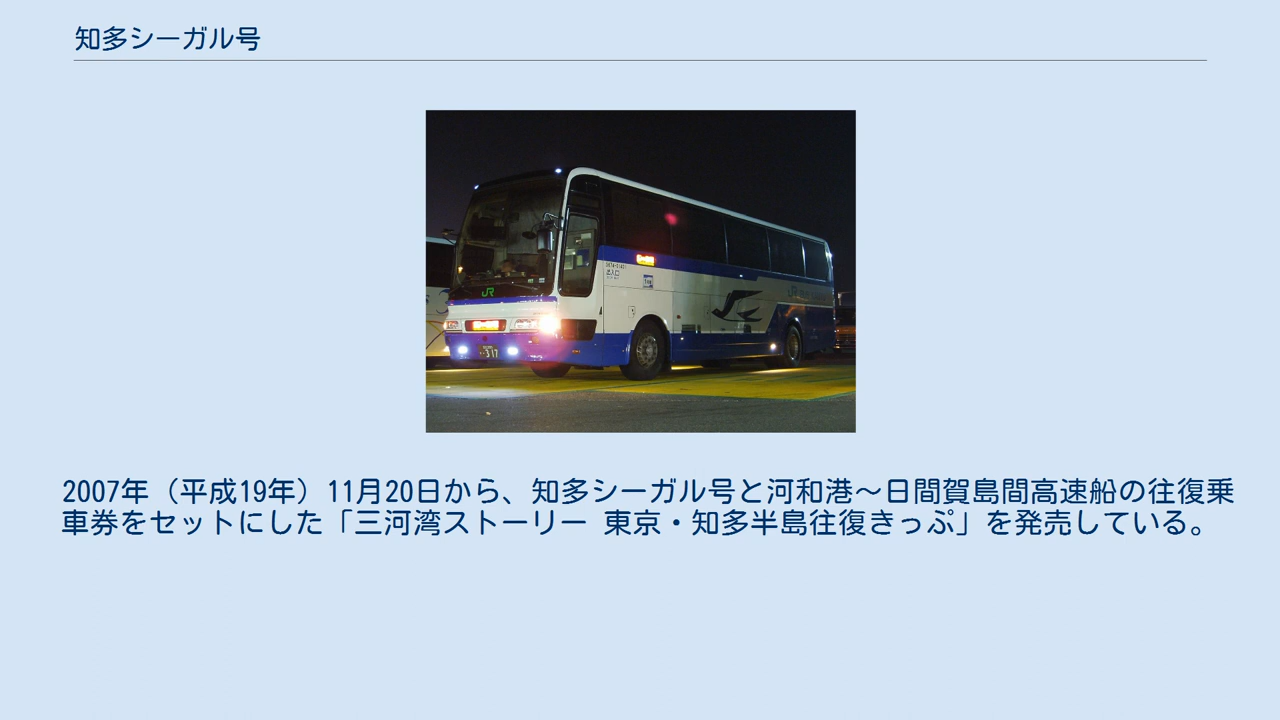 知多シーガル号
JR
317
2007年（平成19年）11月20日から、知多シーガル号と河和港～日間賀島間高速船の往復乗
車券をセットにした「三河湾ストーリー 東京・知多半島往復きっぷ」を発売している。